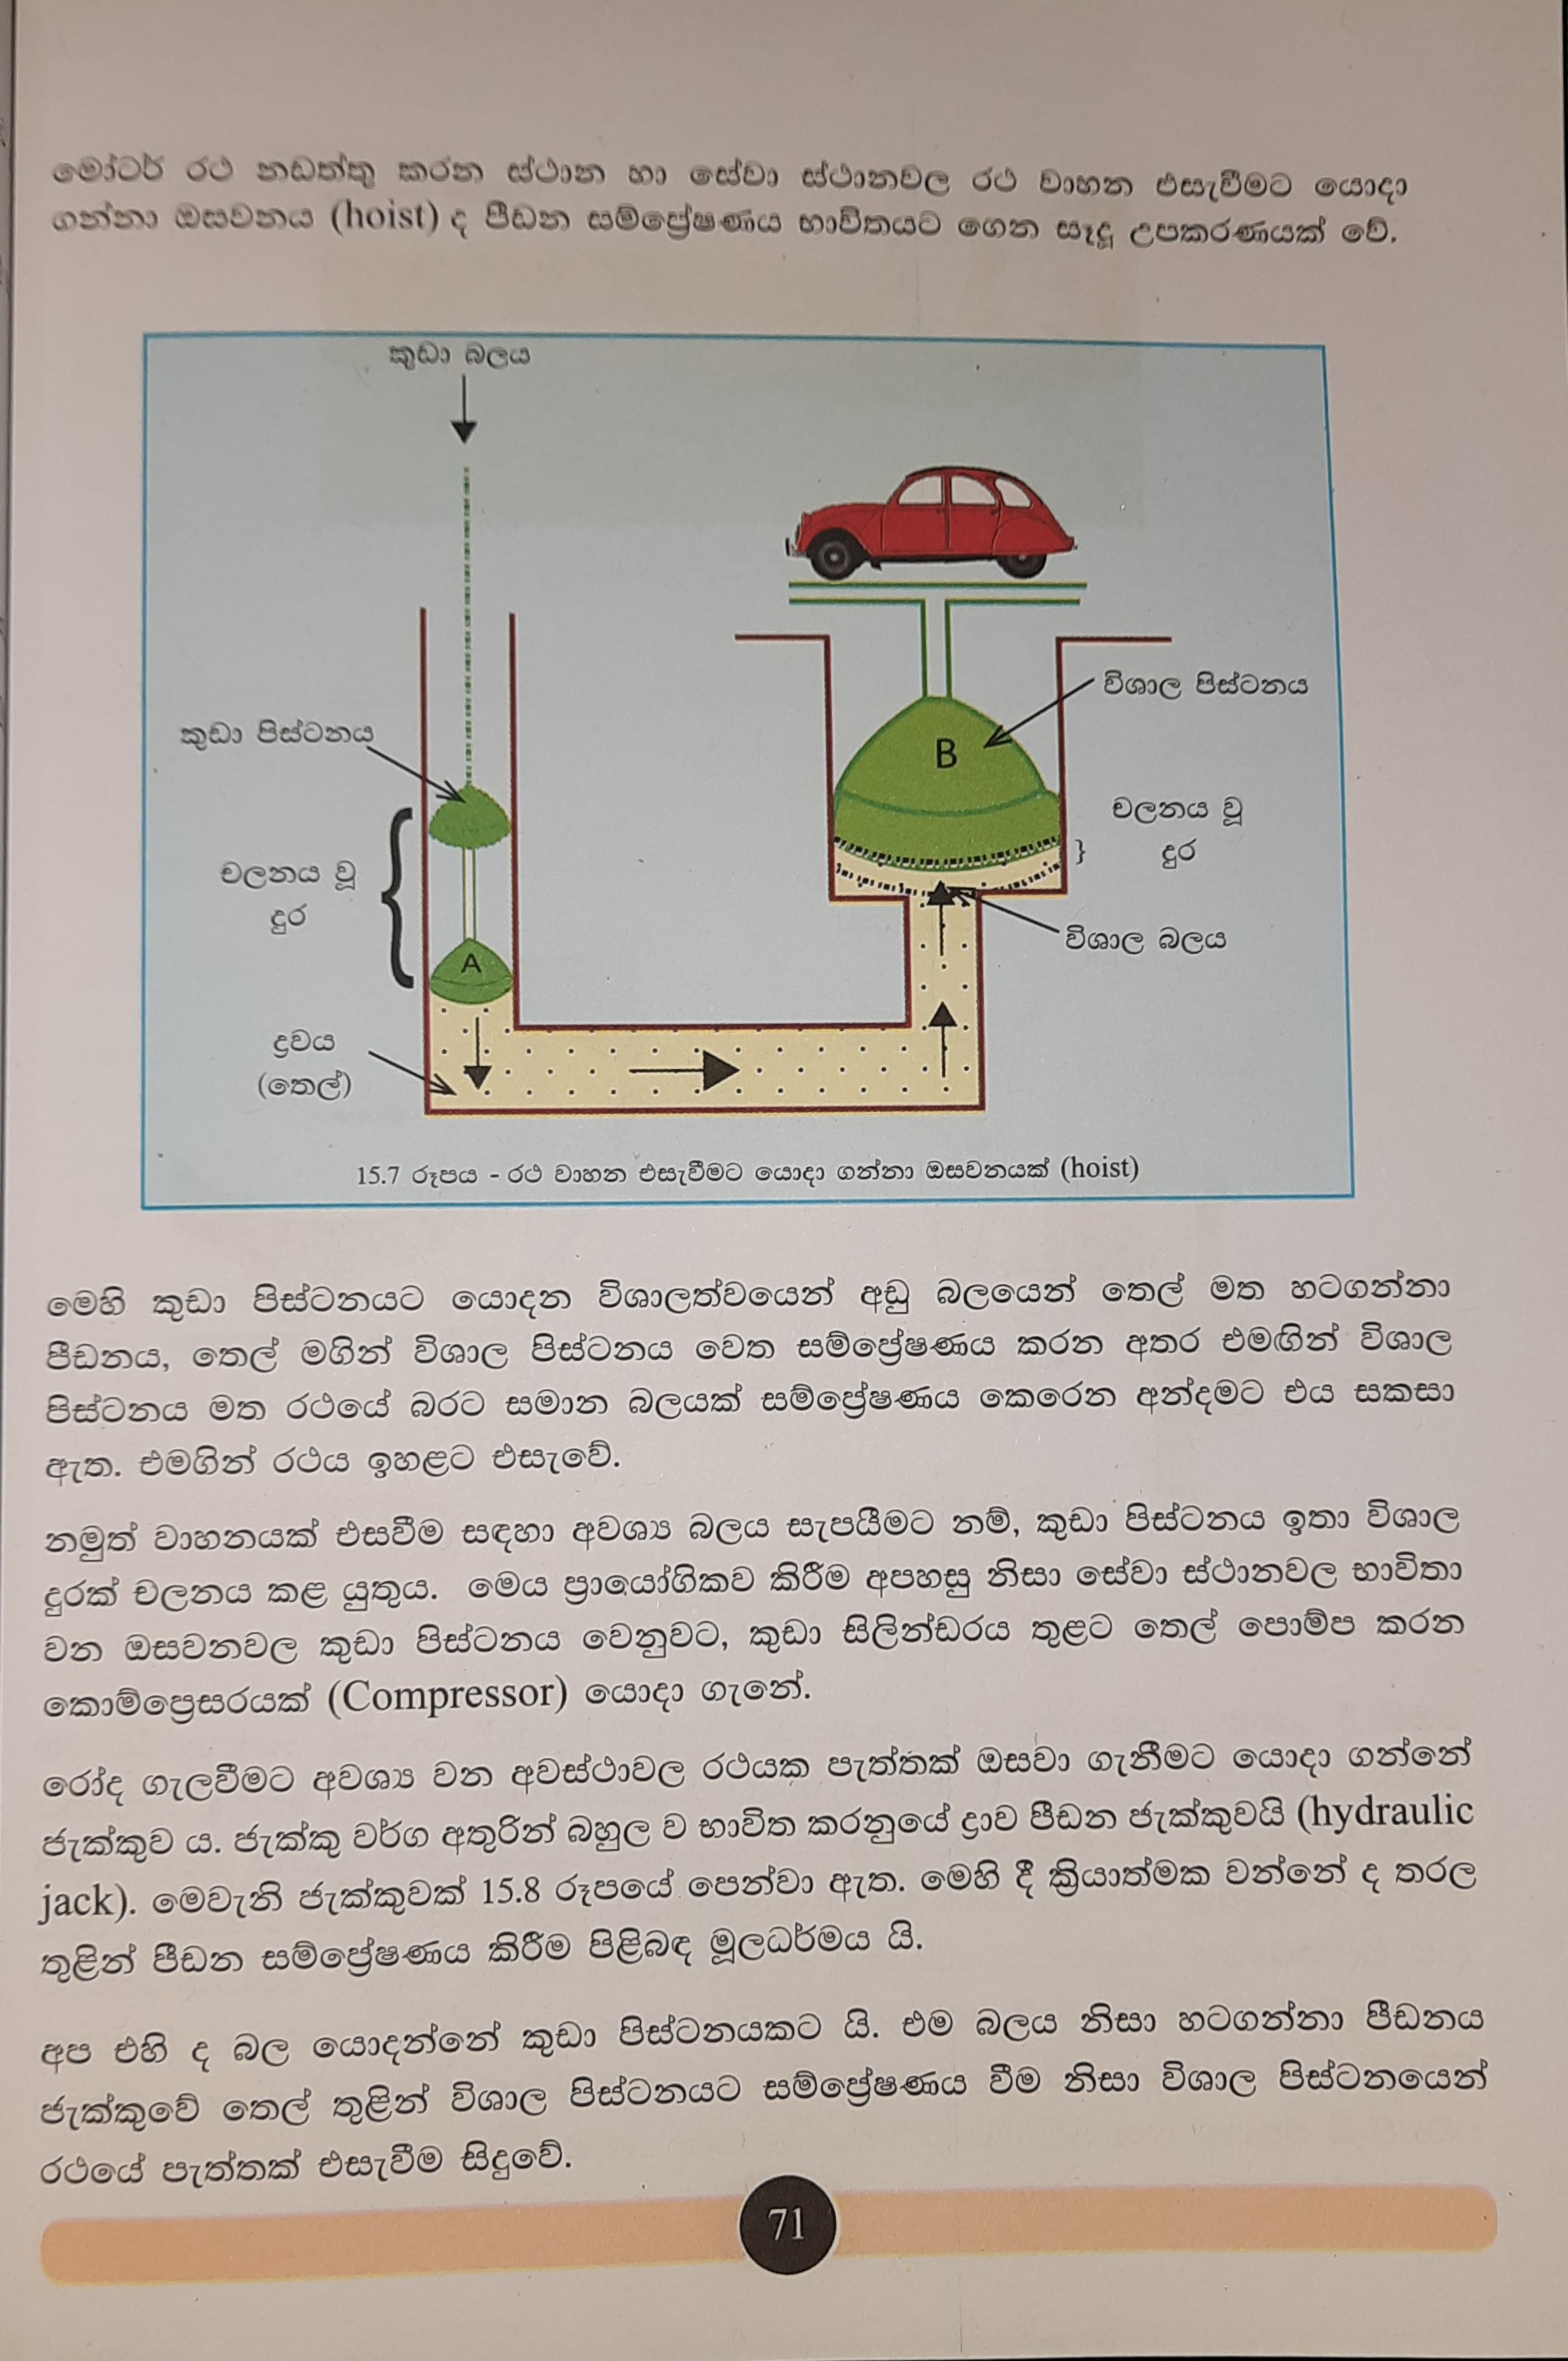 මෝටර් රථ නඩත්තු කරන ස්ථාන හා සේවා ස්ථානවල රථ වාහන එසැවීමට යොදා
ගන්නා ඔසවනය (hoist) ද පීඩන සම්ප්‍රේෂණය භාවිතයට ගෙන සෑදූ උපකරණයක් වේ.
කුඩා බලය
කුඩා පිස්ටනය
විශාල පිස්ටනය
B
චලනය වූ
දුර
චලනය වූ
දුර
}
{
A
විශාල බලය
ද්‍රවය
(තෙල්)
15.7 රූපය - රථ වාහන එසැවීමට යොදා ගන්නා ඔසවනයක් (hoist)
මෙහි කුඩා පිස්ටනයට යොදන විශාලත්වයෙන් අඩු බලයෙන් තෙල් මත හටගන්නා
පීඩනය, තෙල් මගින් විශාල පිස්ටනය වෙත සම්ප්‍රේෂණය කරන අතර එමඟින් විශාල
පිස්ටනය මත රථයේ බරට සමාන බලයක් සම්ප්‍රේෂණය කෙරෙන අන්දමට එය සකසා
ඇත. එමගින් රථය ඉහළට එසැවේ.
නමුත් වාහනයක් එසවීම සඳහා අවශ්‍ය බලය සැපයීමට නම්, කුඩා පිස්ටනය ඉතා විශාල
දුරක් චලනය කළ යුතුය. මෙය ප්‍රායෝගිකව කිරීම අපහසු නිසා සේවා ස්ථානවල භාවිතා
වන ඔසවනවල කුඩා පිස්ටනය වෙනුවට, කුඩා සිලින්ඩරය තුළට තෙල් පොම්ප කරන
කොම්ප්‍රෙසරයක් (Compressor) යොදා ගැනේ.
රෝද ගැලවීමට අවශ්‍ය වන අවස්ථාවල රථයක පැත්තක් ඔසවා ගැනීමට යොදා ගන්නේ
ජැක්කුව ය. ජැක්කු වර්ග අතුරින් බහුල ව භාවිත කරනුයේ ද්‍රාව පීඩන ජැක්කුවයි (hydraulic
jack). මෙවැනි ජැක්කුවක් 15.8 රූපයේ පෙන්වා ඇත. මෙහි දී ක්‍රියාත්මක වන්නේ ද තරල
තුළින් පීඩන සම්ප්‍රේෂණය කිරීම පිළිබඳ මූලධර්මය යි.
අප එහි ද බල යොදන්නේ කුඩා පිස්ටනයකට යි. එම බලය නිසා හටගන්නා පීඩනය
ජැක්කුවේ තෙල් තුළින් විශාල පිස්ටනයට සම්ප්‍රේෂණය වීම නිසා විශාල පිස්ටනයෙන්
රථයේ පැත්තක් එසැවීම සිදුවේ.
71